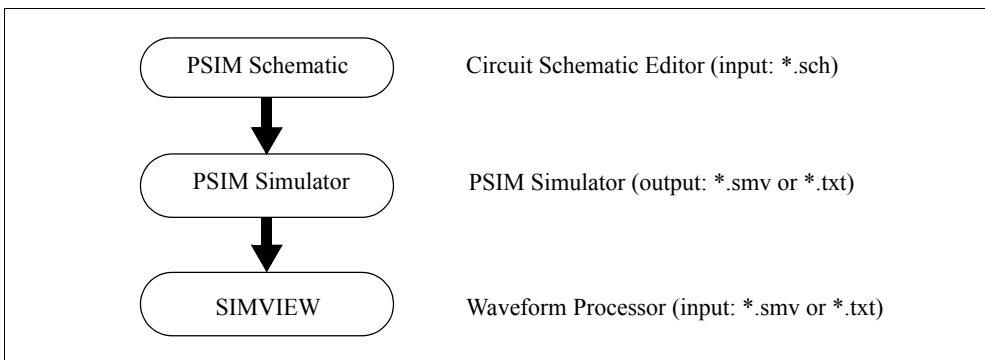 PSIM Schematic Circuit Schematic Editor (input: *.sch)
PSIM Simulator PSIM Simulator (output: *.smv or *.txt)
SIMVIEW Waveform Processor (input: *.smv or *.txt)